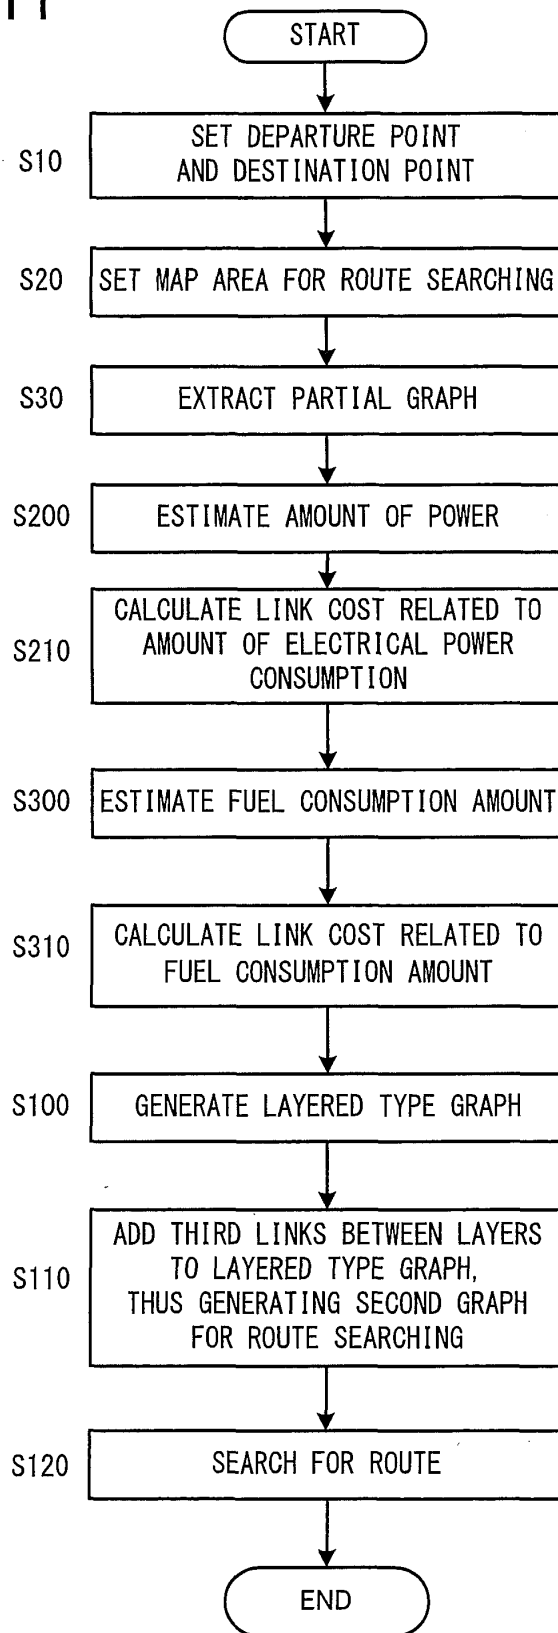 START
S10
SET DEPARTURE POINT
AND DESTINATION POINT
S20
SET MAP AREA FOR ROUTE SEARCHING
S30
EXTRACT PARTIAL GRAPH
S200
ESTIMATE AMOUNT OF POWER
S210
CALCULATE LINK COST RELATED TO
AMOUNT OF ELECTRICAL POWER
CONSUMPTION
S300
ESTIMATE FUEL CONSUMPTION AMOUNT
S310
CALCULATE LINK COST RELATED TO
FUEL CONSUMPTION AMOUNT
S100
GENERATE LAYERED TYPE GRAPH
S110
ADD THIRD LINKS BETWEEN LAYERS
TO LAYERED TYPE GRAPH,
THUS GENERATING SECOND GRAPH
FOR ROUTE SEARCHING
S120
SEARCH FOR ROUTE
END